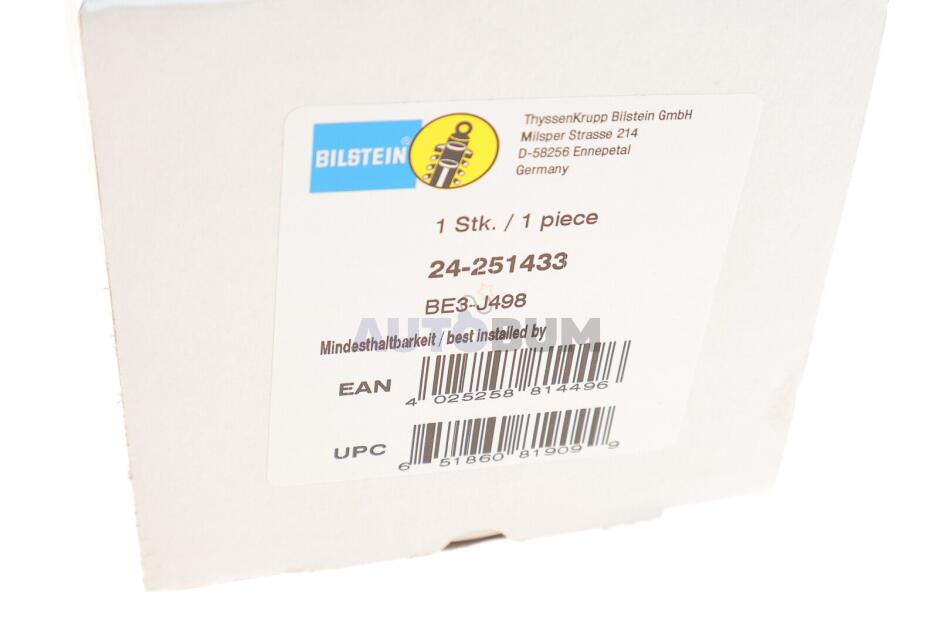 BILSTEIN®
ThyssenKrupp Bilstein GmbH
Milsper Strasse 214
D-58256 Ennepetal
Germany
1 Stk. / 1 piece
24-251433
BE3-J498
AUTOBUM
Mindesthaltbarkeit / best installed by
EAN
4 025258 814496
UPC
6 51860 81909 9